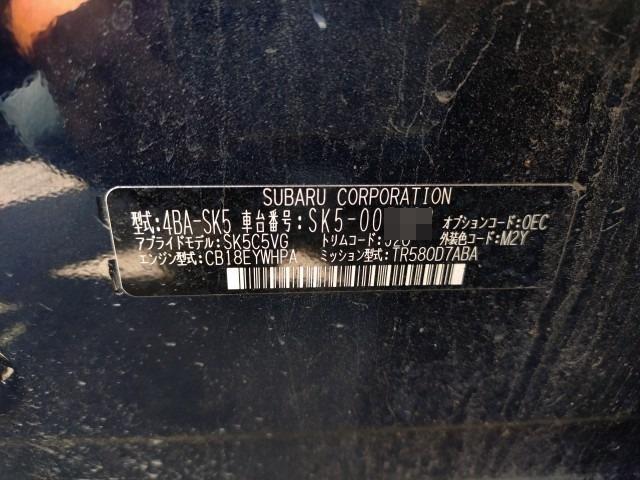 SUBARU CORPORATION
型式:4BA-SK5 車台番号:SK5-00 オプションコード:OEC
アプライドモデル:SK5C5VG トリムコード: 外装色コード:M2Y
エンジン型式:CB18EYWHPA ミッション型式:TR580D7ABA